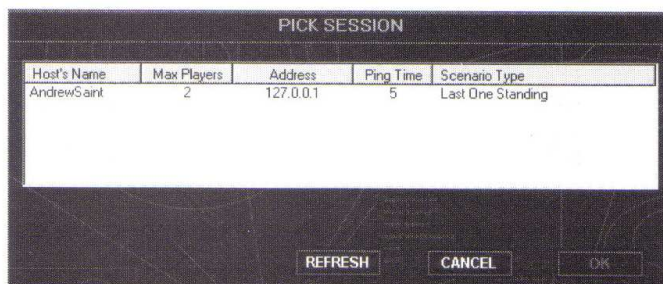 PICK SESSION
Host's Name Max Players Address Ping Time Scenario Type
AndrewSaint 2 127.0.0.1 5 Last One Standing
REFRESH CANCEL OK